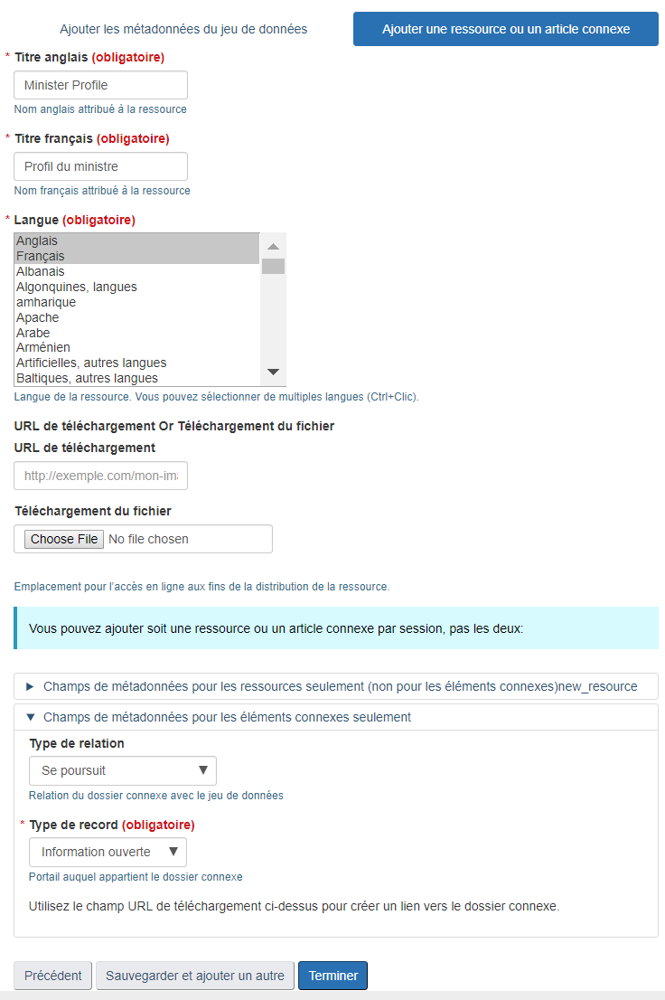 Ajouter les métadonnées du jeu de données
Ajouter une ressource ou un article connexe
* Titre anglais (obligatoire)
Minister Profile
Nom anglais attribué à la ressource
* Titre français (obligatoire)
Profil du ministre
Nom français attribué à la ressource
* Langue (obligatoire)
Anglais
Français
Albanais
Algonquines, langues
amharique
Apache
Arabe
Arménien
Artificielles, autres langues
Baltiques, autres langues
Langue de la ressource. Vous pouvez sélectionner de multiples langues (Ctrl+Clic).
URL de téléchargement Or Téléchargement du fichier
URL de téléchargement
http://exemple.com/mon-ima
Téléchargement du fichier
Choose File No file chosen
Emplacement pour l'accès en ligne aux fins de la distribution de la ressource.
Vous pouvez ajouter soit une ressource ou un article connexe par session, pas les deux:
Champs de métadonnées pour les ressources seulement (non pour les éléments connexes)new_resource
Champs de métadonnées pour les éléments connexes seulement
Type de relation
Se poursuit
Relation du dossier connexe avec le jeu de données
* Type de record (obligatoire)
Information ouverte
Portail auquel appartient le dossier connexe
Utilisez le champ URL de téléchargement ci-dessus pour créer un lien vers le dossier connexe.
Précédent
Sauvegarder et ajouter un autre
Terminer